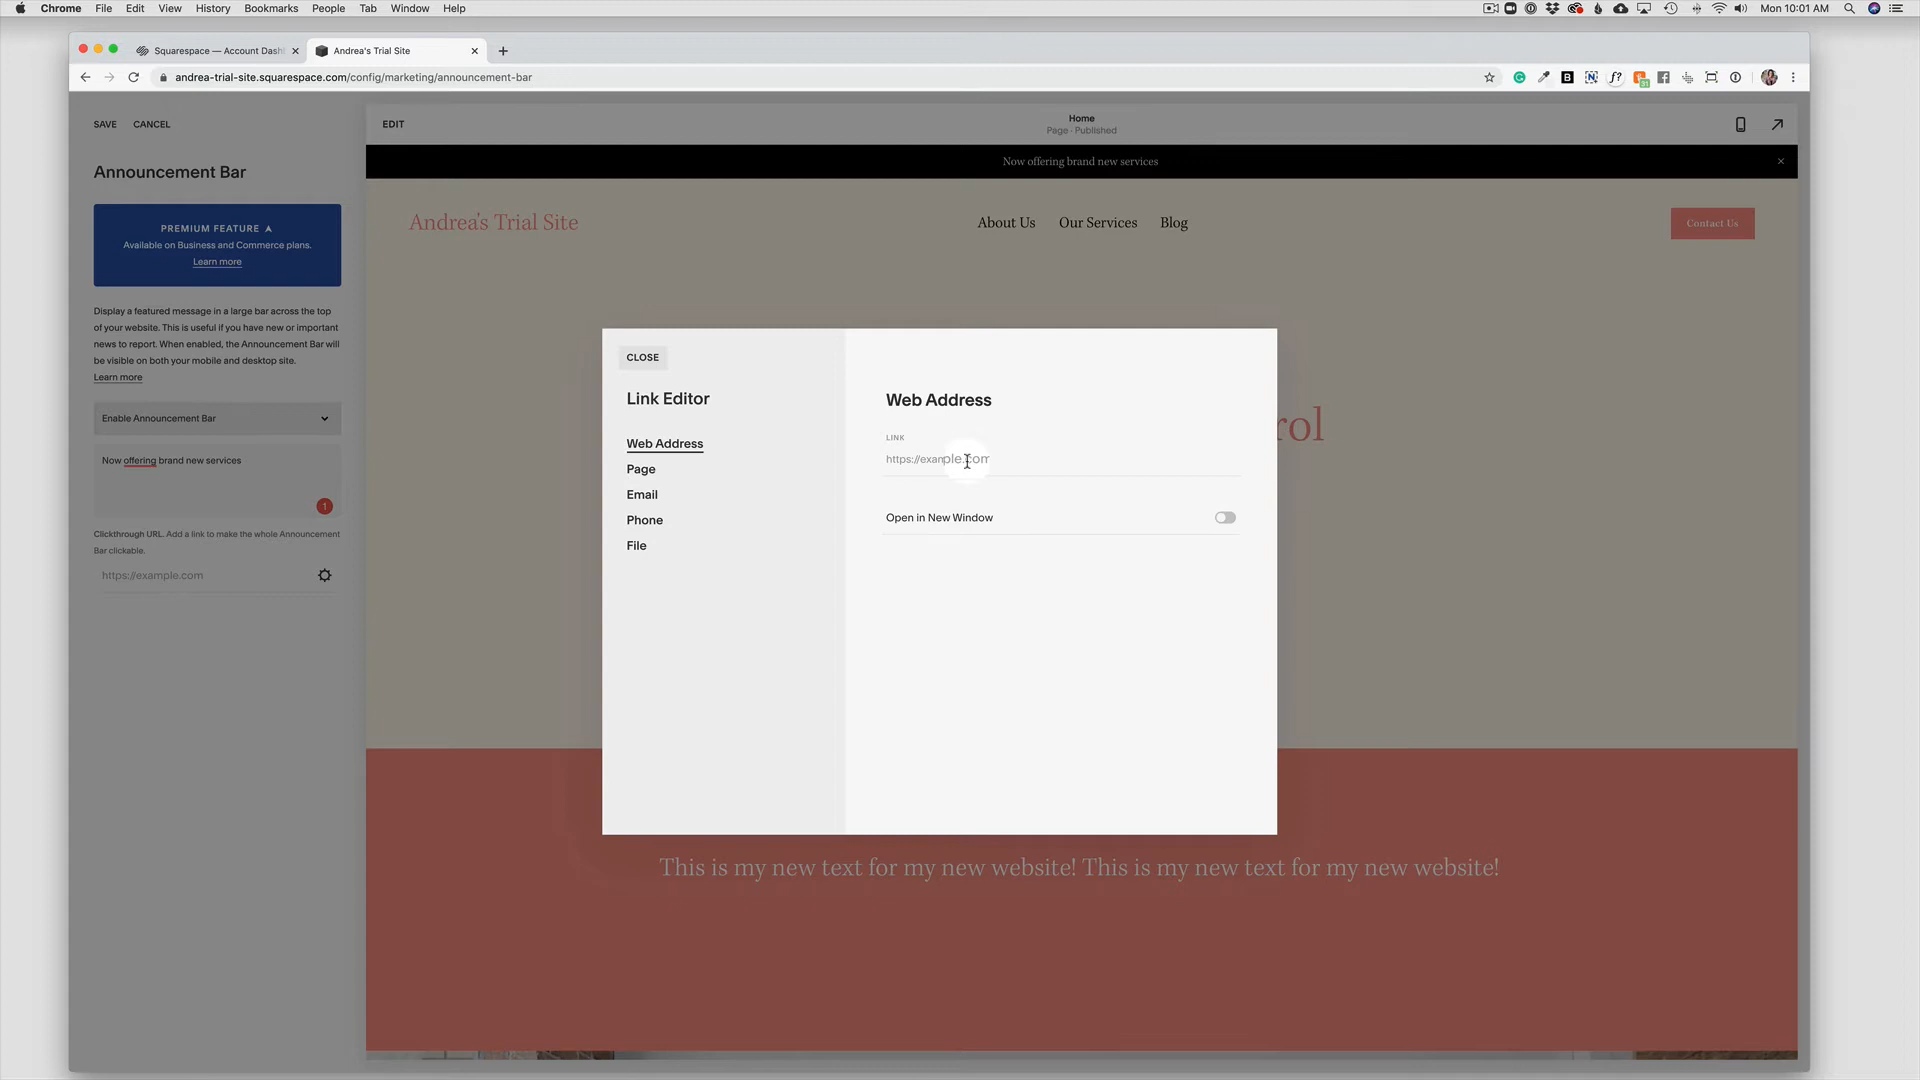 Chrome File Edit View History Bookmarks People Tab Window Help
Mon 10:01 AM
Squarespace — Account Dash
Andrea's Trial Site
andrea-trial-site.squarespace.com/config/marketing/announcement-bar
SAVE CANCEL
EDIT
Home
Page · Published
Announcement Bar
Now offering brand new services
PREMIUM FEATURE
Available on Business and Commerce plans.
Learn more
Andrea's Trial Site
About Us Our Services Blog
Contact Us
Display a featured message in a large bar across the top
of your website. This is useful if you have new or important
news to report. When enabled, the Announcement Bar will
be visible on both your mobile and desktop site.
Learn more
Enable Announcement Bar
Now offering brand new services
1
Clickthrough URL. Add a link to make the whole Announcement
Bar clickable.
https://example.com
CLOSE
Link Editor
Web Address
Page
Email
Phone
File
Web Address
LINK
https://example.com
Open in New Window
rol
This is my new text for my new website! This is my new text for my new website!